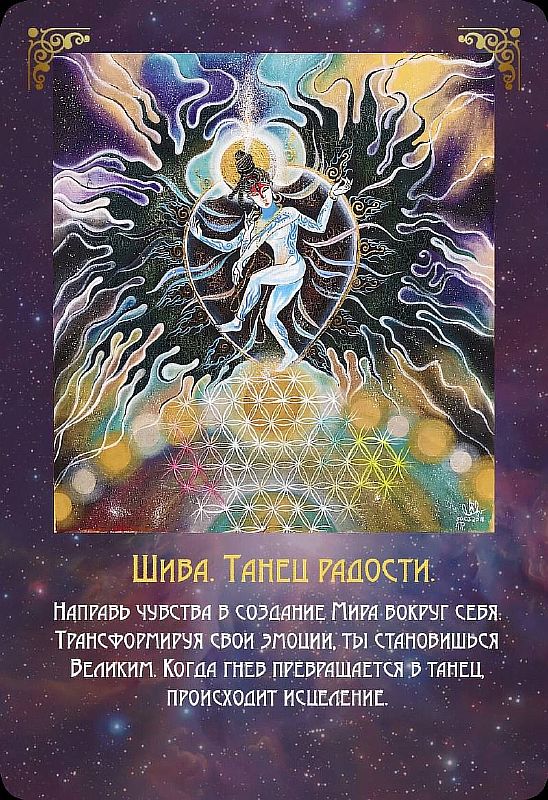 Шива. Танец радости.
Направь чувства в создание Мира вокруг себя.
Трансформируя свои эмоции, ты становишься
Великим. Когда гнев превращается в танец,
происходит исцеление.